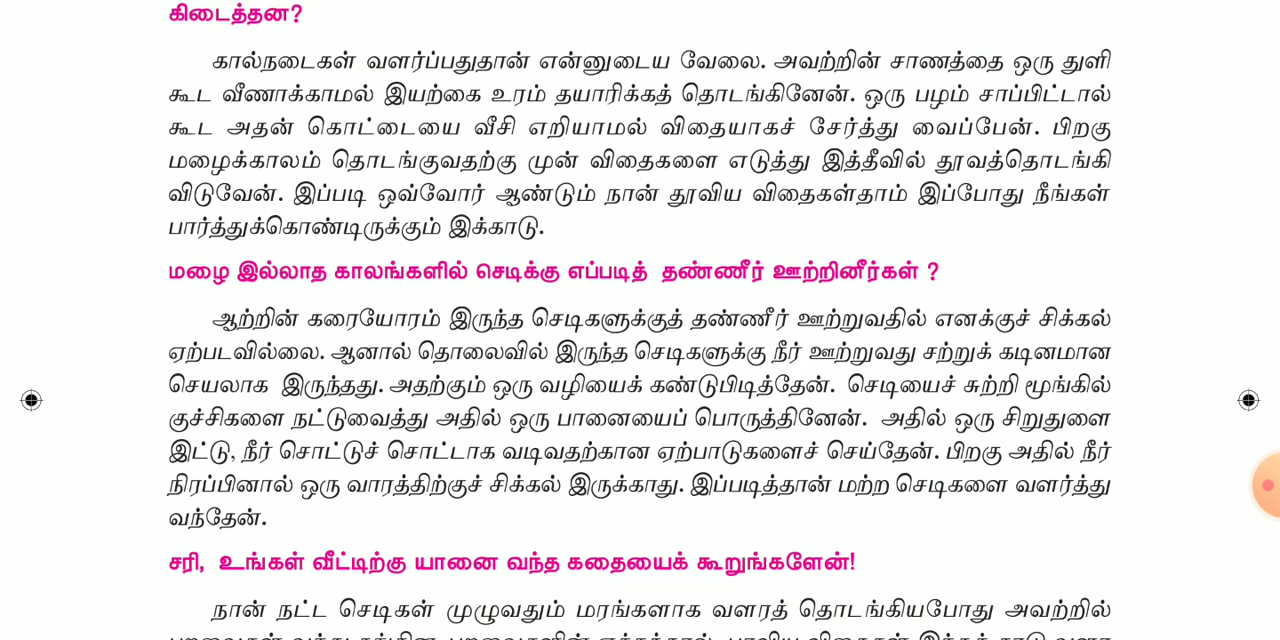 கிடைத்தன?
கால்நடைகள் வளர்ப்பதுதான் என்னுடைய வேலை. அவற்றின் சாணத்தை ஒரு துளி
கூட வீணாக்காமல் இயற்கை உரம் தயாரிக்கத் தொடங்கினேன். ஒரு பழம் சாப்பிட்டால்
கூட அதன் கொட்டையை வீசி எறியாமல் விதையாகச் சேர்த்து வைப்பேன். பிறகு
மழைக்காலம் தொடங்குவதற்கு முன் விதைகளை எடுத்து இத்தீவில் தூவத்தொடங்கி
விடுவேன். இப்படி ஒவ்வோர் ஆண்டும் நான் தூவிய விதைகள்தாம் இப்போது நீங்கள்
பார்த்துக்கொண்டிருக்கும் இக்காடு.
மழை இல்லாத காலங்களில் செடிக்கு எப்படித் தண்ணீர் ஊற்றினீர்கள் ?
ஆற்றின் கரையோரம் இருந்த செடிகளுக்குத் தண்ணீர் ஊற்றுவதில் எனக்குச் சிக்கல்
ஏற்படவில்லை. ஆனால் தொலைவில் இருந்த செடிகளுக்கு நீர் ஊற்றுவது சற்றுக் கடினமான
செயலாக இருந்தது. அதற்கும் ஒரு வழியைக் கண்டுபிடித்தேன். செடியைச் சுற்றி மூங்கில்
குச்சிகளை நட்டுவைத்து அதில் ஒரு பானையைப் பொருத்தினேன். அதில் ஒரு சிறுதுளை
இட்டு, நீர் சொட்டுச் சொட்டாக வடிவதற்கான ஏற்பாடுகளைச் செய்தேன். பிறகு அதில் நீர்
நிரப்பினால் ஒரு வாரத்திற்குச் சிக்கல் இருக்காது. இப்படித்தான் மற்ற செடிகளை வளர்த்து
வந்தேன்.
சரி, உங்கள் வீட்டிற்கு யானை வந்த கதையைக் கூறுங்களேன்!
நான் நட்ட செடிகள் முழுவதும் மரங்களாக வளரத் தொடங்கியபோது அவற்றில்